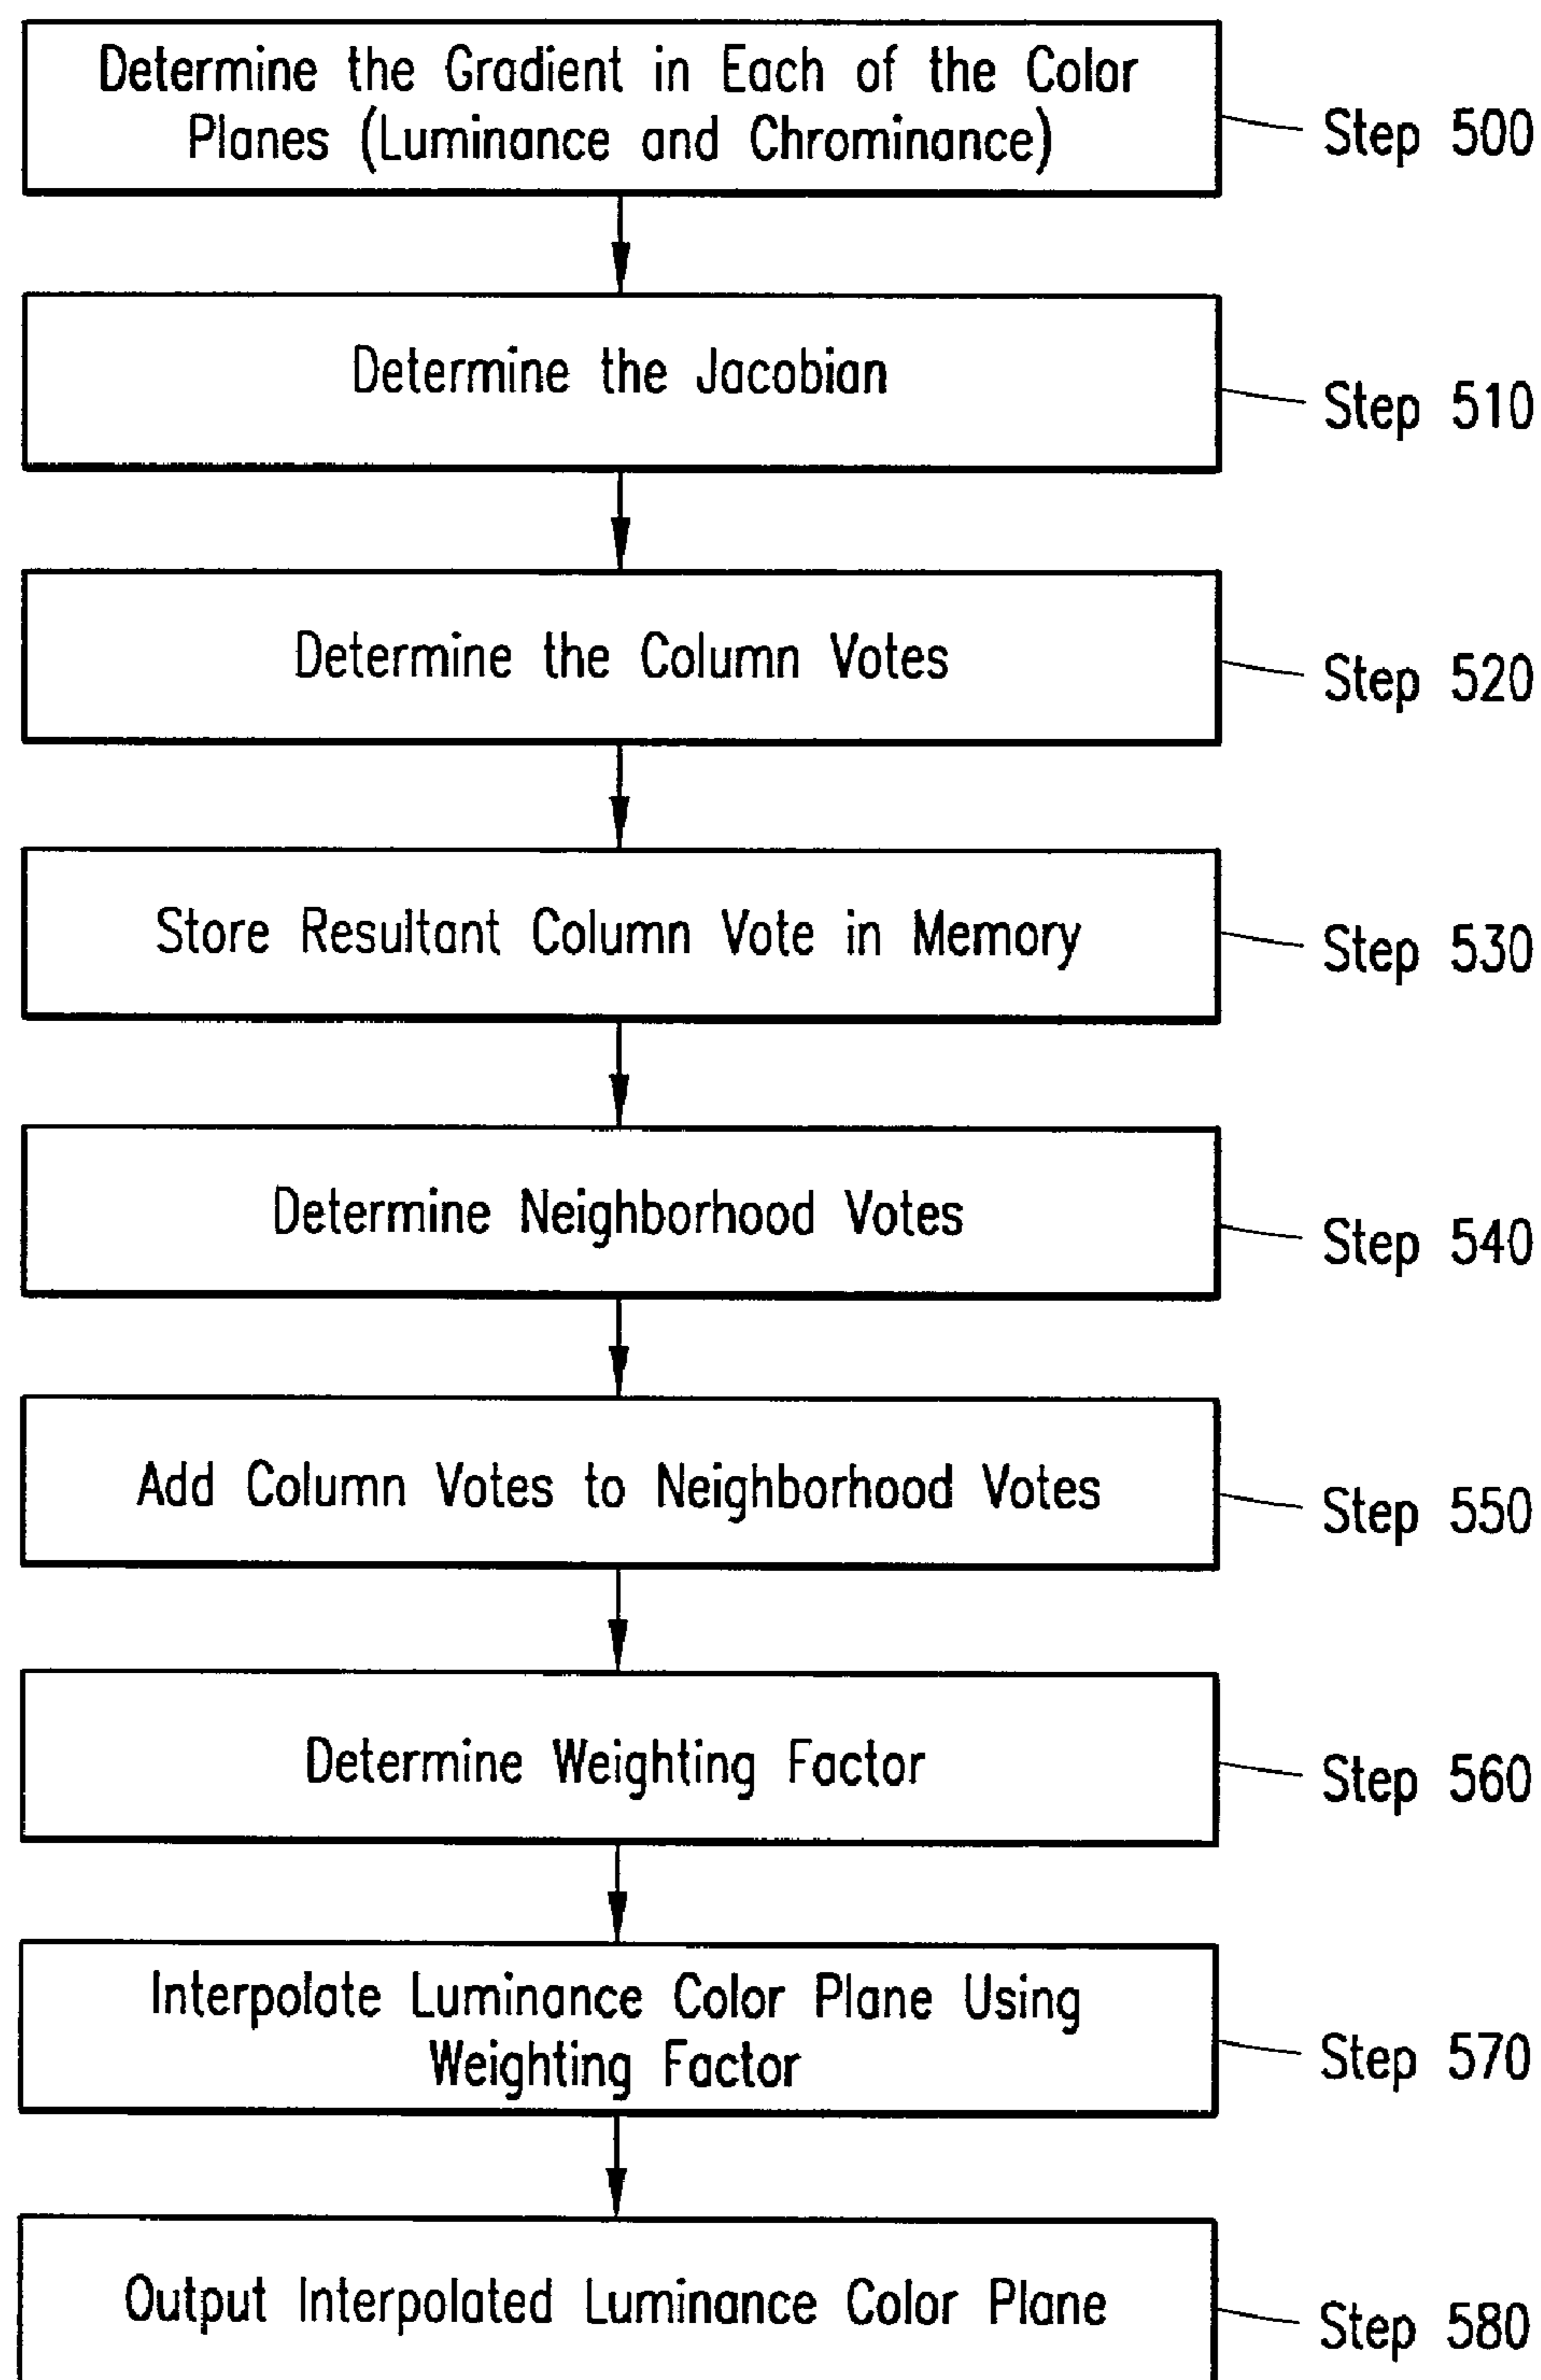 Determine the Gradient in Each of the Color
Planes (Luminance and Chrominance)
Step 500
Determine the Jacobian
Step 510
Determine the Column Votes
Step 520
Store Resultant Column Vote in Memory
Step 530
Determine Neighborhood Votes
Step 540
Add Column Votes to Neighborhood Votes
Step 550
Determine Weighting Factor
Step 560
Interpolate Luminance Color Plane Using
Weighting Factor
Step 570
Output Interpolated Luminance Color Plane
Step 580